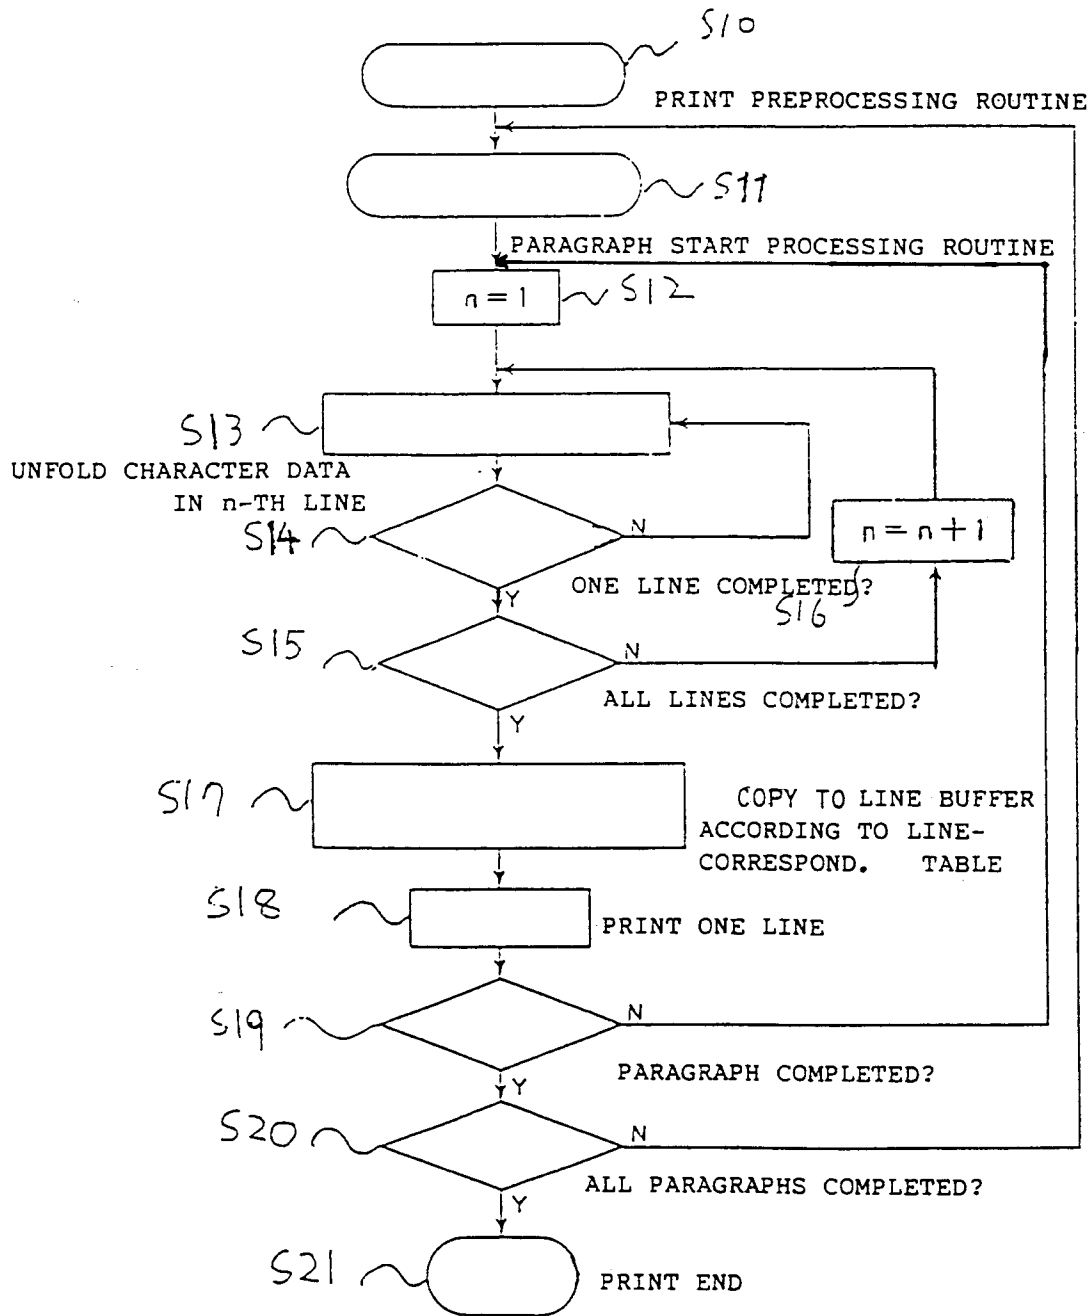 S10
PRINT PREPROCESSING ROUTINE
S11
PARAGRAPH START PROCESSING ROUTINE
n = 1
S12
S13
UNFOLD CHARACTER DATA
IN n-TH LINE
S14
N
n = n + 1
ONE LINE COMPLETED?
S16
Y
S15
N
ALL LINES COMPLETED?
Y
S17
COPY TO LINE BUFFER
ACCORDING TO LINE-
CORRESPOND. TABLE
S18
PRINT ONE LINE
S19
N
PARAGRAPH COMPLETED?
Y
S20
N
ALL PARAGRAPHS COMPLETED?
Y
S21
PRINT END